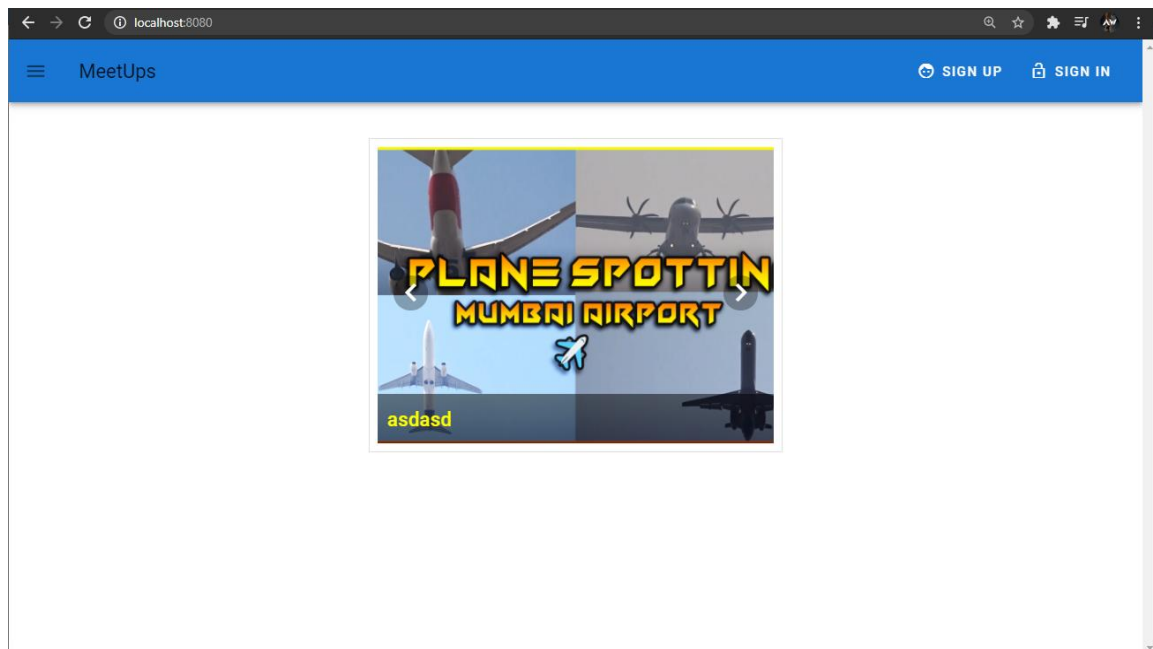 localhost:8080
MeetUps
SIGN UP
SIGN IN
PLANE SPOTTIN
MUMBAI AIRPORT
asdasd